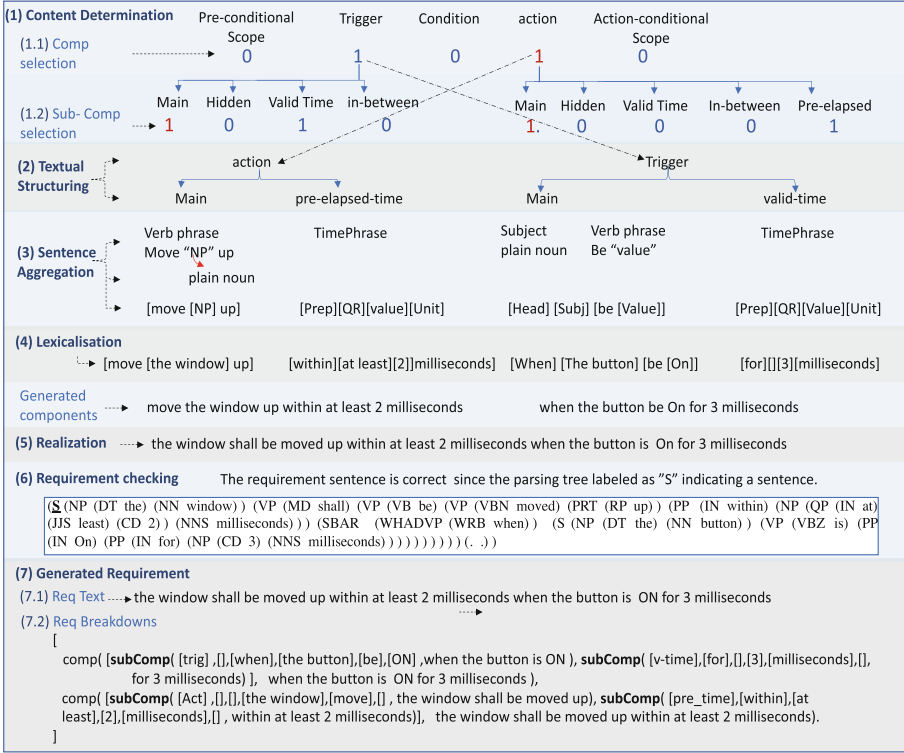 (1) Content Determination
Pre-conditional Scope Trigger Condition action Action-conditional Scope
(1.1) Comp selection 0 1 0 1 0
Main Hidden Valid Time in-between Main Hidden Valid Time In-between Pre-elapsed
(1.2) Sub- Comp selection 1 0 1 0 1. 0 0 0 1
(2) Textual Structuring
action Trigger
Main pre-elapsed-time Main valid-time
(3) Sentence Aggregation
Verb phrase TimePhrase Subject Verb phrase TimePhrase
Move “NP” up plain noun Be “value”
plain noun
[move [NP] up] [Prep][QR][value][Unit] [Head] [Subj] [be [Value]] [Prep][QR][Value][Unit]
(4) Lexicalisation
[move [the window] up] [within][at least][2]]milliseconds] [When] [The button] [be [On]] [for][][3][milliseconds]
Generated components move the window up within at least 2 milliseconds when the button be On for 3 milliseconds
(5) Realization the window shall be moved up within at least 2 milliseconds when the button is On for 3 milliseconds
(6) Requirement checking The requirement sentence is correct since the parsing tree labeled as ”S” indicating a sentence.
(S (NP (DT the) (NN window) ) (VP (MD shall) (VP (VB be) (VP (VBN moved) (PRT (RP up) ) (PP (IN within) (NP (QP (IN at)
(JJS least) (CD 2) ) (NNS milliseconds) ) ) (SBAR (WHADVP (WRB when) ) (S (NP (DT the) (NN button) ) (VP (VBZ is) (PP
(IN On) (PP (IN for) (NP (CD 3) (NNS milliseconds) ) ) ) ) ) ) ) ) ) (. .) )
(7) Generated Requirement
(7.1) Req Text the window shall be moved up within at least 2 milliseconds when the button is ON for 3 milliseconds
(7.2) Req Breakdowns
[
comp( [subComp( [trig] ,[],[when],[the button],[be],[ON] ,when the button is ON ), subComp( [v-time],[for],[],[3],[milliseconds],[],
for 3 milliseconds) ], when the button is ON for 3 milliseconds ),
comp( [subComp( [Act] ,[],[],[the window],[move],[] , the window shall be moved up), subComp( [pre_time],[within],[at
least],[2],[milliseconds],[] , within at least 2 milliseconds)], the window shall be moved up within at least 2 milliseconds).
]